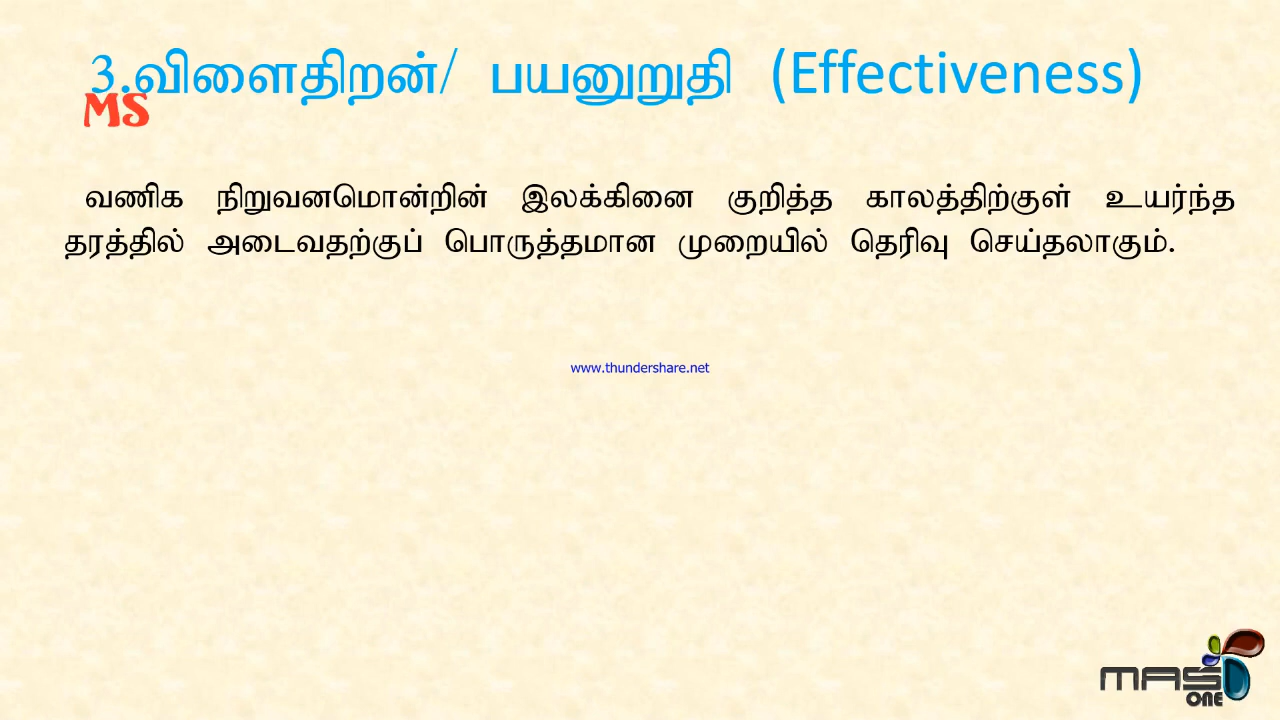 3.விளைதிறன்/ பயனுறுதி (Effectiveness)
MS
வணிக நிறுவனமொன்றின் இலக்கினை குறித்த காலத்திற்குள் உயர்ந்த
தரத்தில் அடைவதற்குப் பொருத்தமான முறையில் தெரிவு செய்தலாகும்.
www.thundershare.net
MAS
ONE